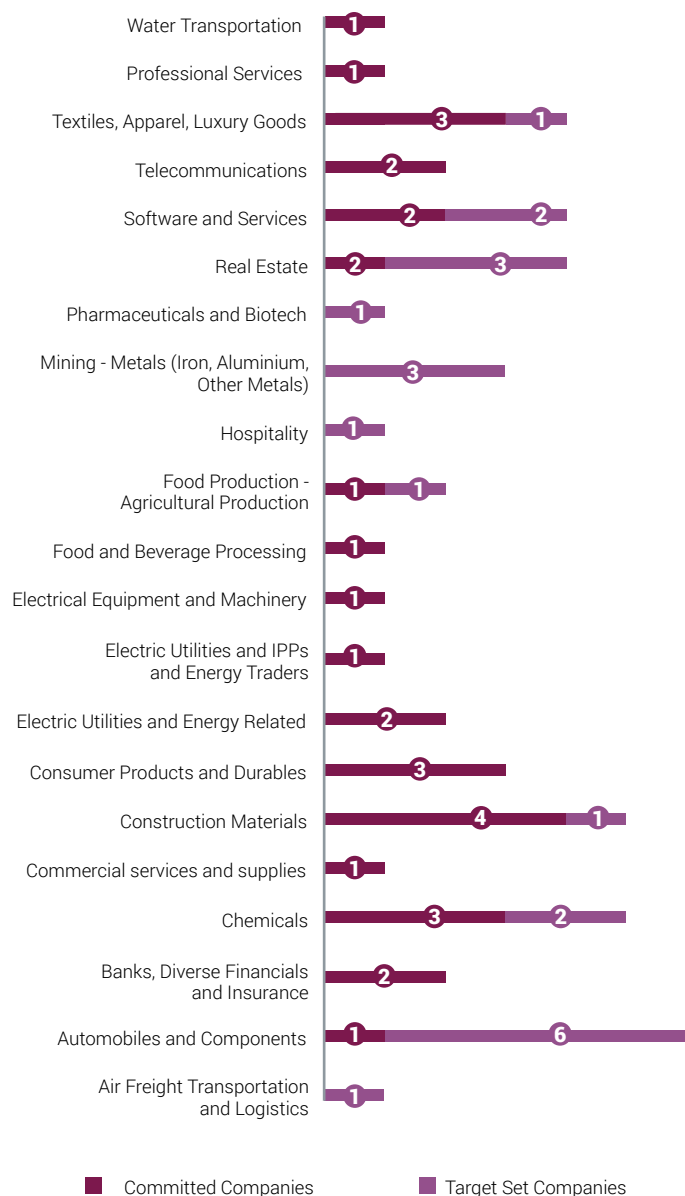 Water Transportation 1
Professional Services 1
Textiles, Apparel, Luxury Goods 3 1
Telecommunications 2
Software and Services 2 2
Real Estate 2 3
Pharmaceuticals and Biotech 1
Mining - Metals (Iron, Aluminium,
Other Metals) 3
Hospitality 1
Food Production -
Agricultural Production 1 1
Food and Beverage Processing 1
Electrical Equipment and Machinery 1
Electric Utilities and IPPs
and Energy Traders 1
Electric Utilities and Energy Related 2
Consumer Products and Durables 3
Construction Materials 4 1
Commercial services and supplies 1
Chemicals 3 2
Banks, Diverse Financials
and Insurance 2
Automobiles and Components 1 6
Air Freight Transportation
and Logistics 1
Committed Companies Target Set Companies